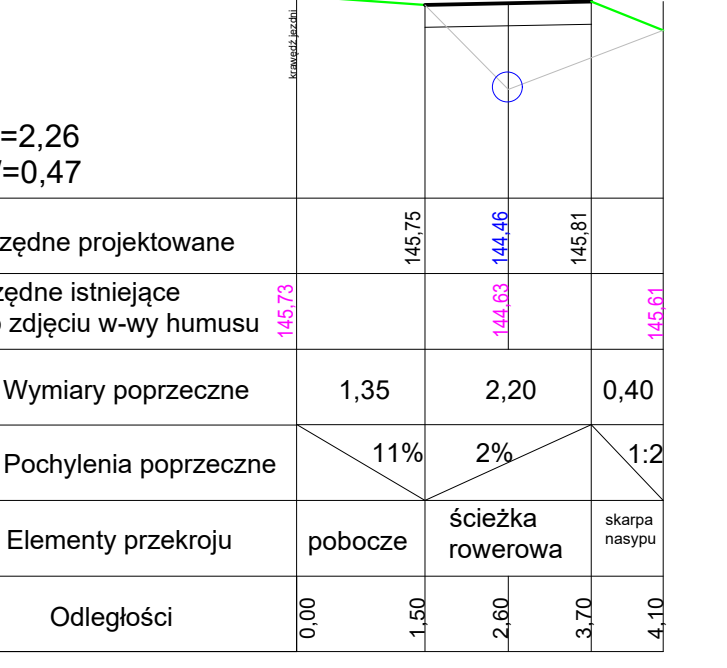 krawędź jezdni
=2,26
=0,47
zędne projektowane
145,75
144,46
145,81
zędne istniejące
zdjęciu w-wy humusu
145,73
144,63
145,61
Wymiary poprzeczne
1,35
2,20
0,40
Pochylenia poprzeczne
11%
2%
1:2
Elementy przekroju
pobocze
ścieżka
rowerowa
skarpa
nasypu
Odległości
0,00
1,50
2,60
3,70
4,10